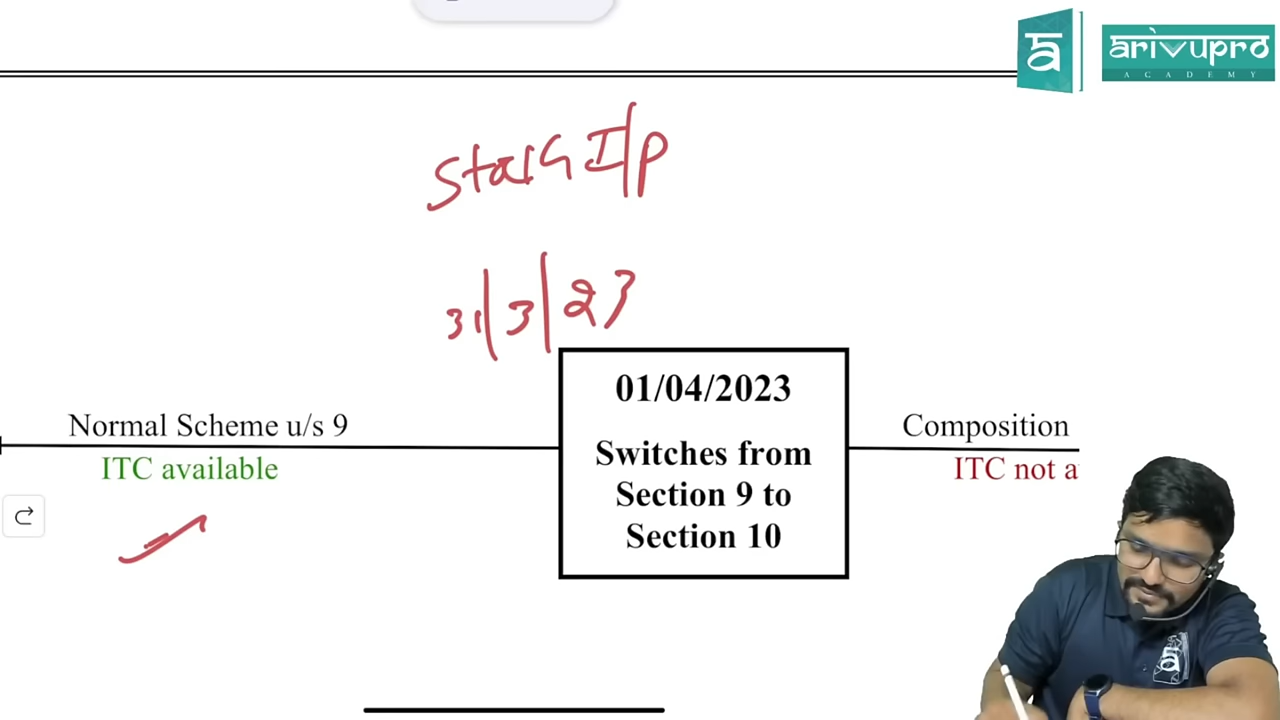 arivupro
ACADEMY
31/3/23
01/04/2023
Switches from
Section 9 to
Section 10
Normal Scheme u/s 9
ITC available
Composition
ITC not a